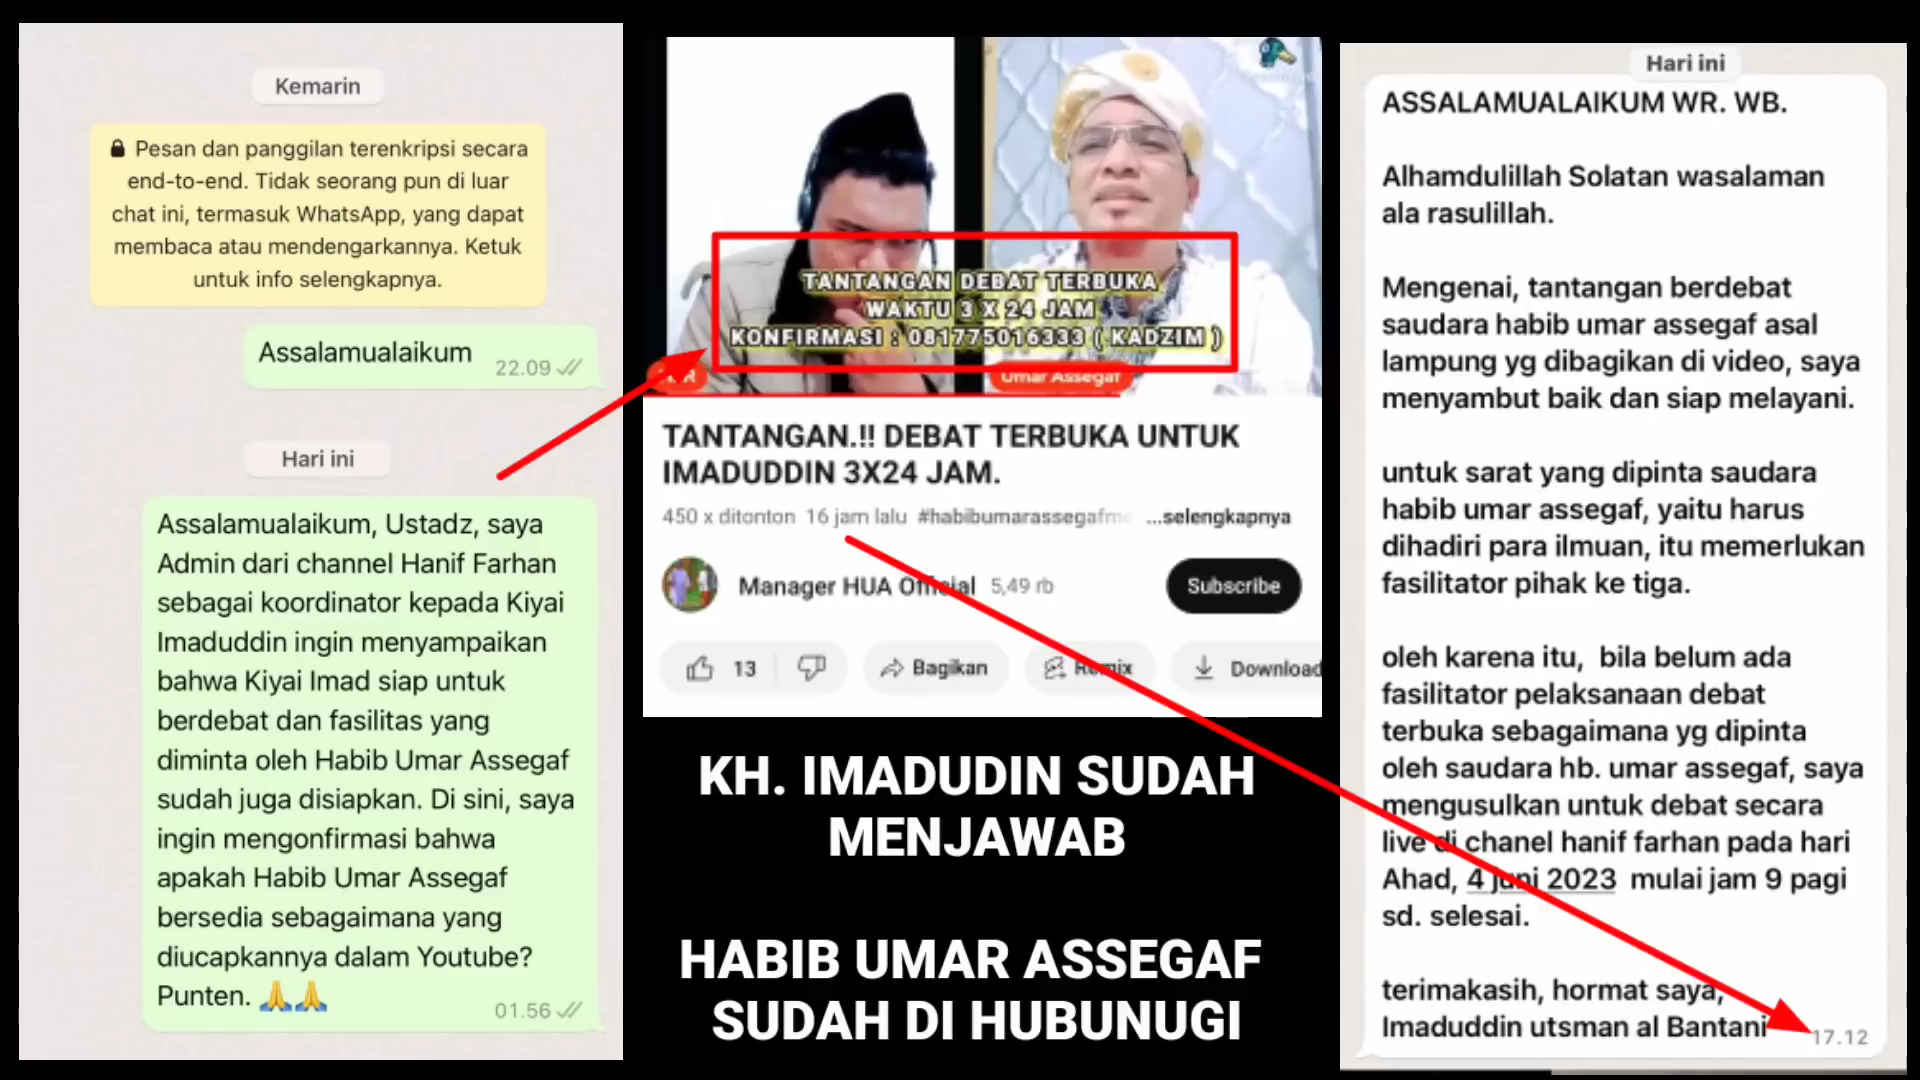 Kemarin
Pesan dan panggilan terenkripsi secara
end-to-end. Tidak seorang pun di luar
chat ini, termasuk WhatsApp, yang dapat
membaca atau mendengarkannya. Ketuk
untuk info selengkapnya.
Assalamualaikum
22.09
Hari ini
Assalamualaikum, Ustadz, saya
Admin dari channel Hanif Farhan
sebagai koordinator kepada Kiyai
Imaduddin ingin menyampaikan
bahwa Kiyai Imad siap untuk
berdebat dan fasilitas yang
diminta oleh Habib Umar Assegaf
sudah juga disiapkan. Di sini, saya
ingin mengonfirmasi bahwa
apakah Habib Umar Assegaf
bersedia sebagaimana yang
diucapkannya dalam Youtube?
Punten. 🙏🙏
01.56
TANTANGAN DEBAT TERBUKA
WAKTU 3 X 24 JAM
KONFIRMASI : 081775016333 ( KADZIM )
Umar Assegaf
TANTANGAN.!! DEBAT TERBUKA UNTUK
IMADUDDIN 3X24 JAM.
450 x ditonton 16 jam lalu #habibumarassegafme ...selengkapnya
Manager HUA Official 5,49 rb
Subscribe
13
Bagikan
Remix
Download
KH. IMADUDIN SUDAH
MENJAWAB
HABIB UMAR ASSEGAF
SUDAH DI HUBUNUGI
Hari ini
ASSALAMUALAIKUM WR. WB.
Alhamdulillah Solatan wasalaman
ala rasulillah.
Mengenai, tantangan berdebat
saudara habib umar assegaf asal
lampung yg dibagikan di video, saya
menyambut baik dan siap melayani.
untuk sarat yang dipinta saudara
habib umar assegaf, yaitu harus
dihadiri para ilmuan, itu memerlukan
fasilitator pihak ke tiga.
oleh karena itu, bila belum ada
fasilitator pelaksanaan debat
terbuka sebagaimana yg dipinta
oleh saudara hb. umar assegaf, saya
mengusulkan untuk debat secara
live di chanel hanif farhan pada hari
Ahad, 4 juni 2023 mulai jam 9 pagi
sd. selesai.
terimakasih, hormat saya,
Imaduddin utsman al Bantani
17.12